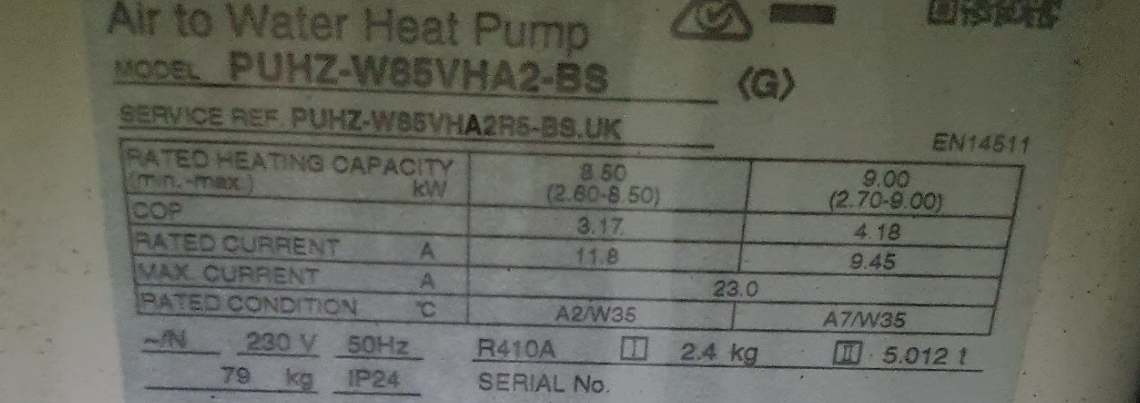 Air to Water Heat Pump
MODEL PUHZ-W85VHA2-BS ⟨G⟩
SERVICE REF. PUHZ-W85VHA2R5-BS.UK
EN14511
RATED HEATING CAPACITY 8.50 9.00
(min.-max.) kW (2.60-8.50) (2.70-9.00)
COP 3.17 4.18
RATED CURRENT A 11.8 9.45
MAX. CURRENT A 23.0
RATED CONDITION °C A2/W35 A7/W35
~/N 230 V 50Hz R410A I 2.4 kg II 5.012 t
79 kg IP24 SERIAL No.